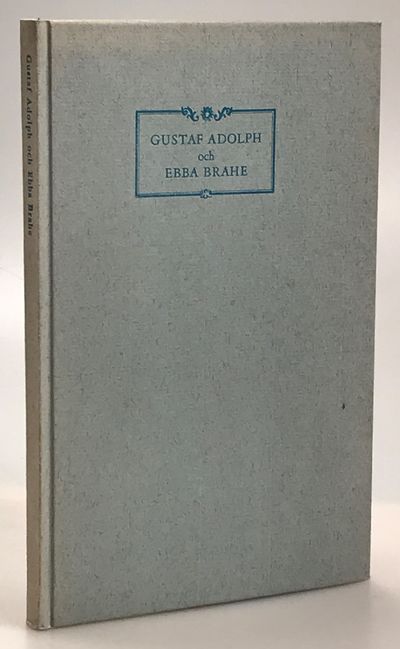 Gustaf Adolph och Ebba Brahe
GUSTAF ADOLPH
och
EBBA BRAHE